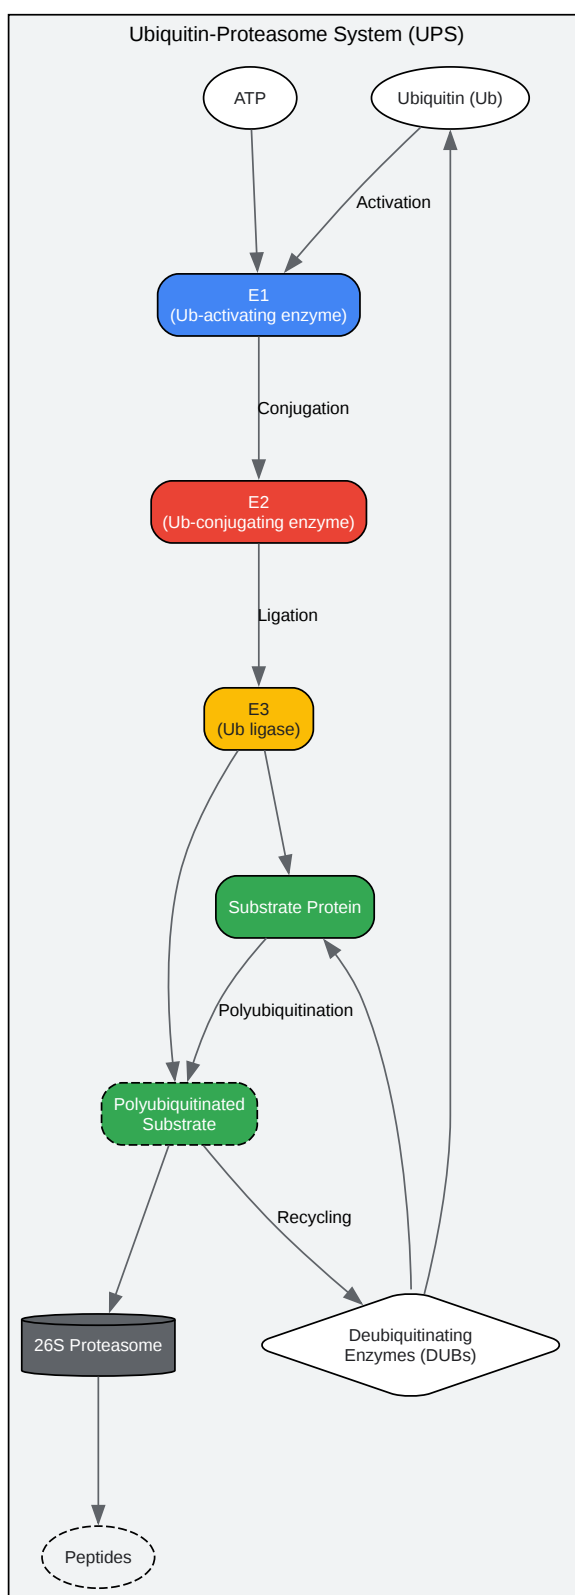 Ubiquitin-Proteasome System (UPS)
ATP
Ubiquitin (Ub)
Activation
E1
(Ub-activating enzyme)
Conjugation
E2
(Ub-conjugating enzyme)
Ligation
E3
(Ub ligase)
Substrate Protein
Polyubiquitination
Polyubiquitinated
Substrate
Recycling
26S Proteasome
Deubiquitinating
Enzymes (DUBs)
Peptides